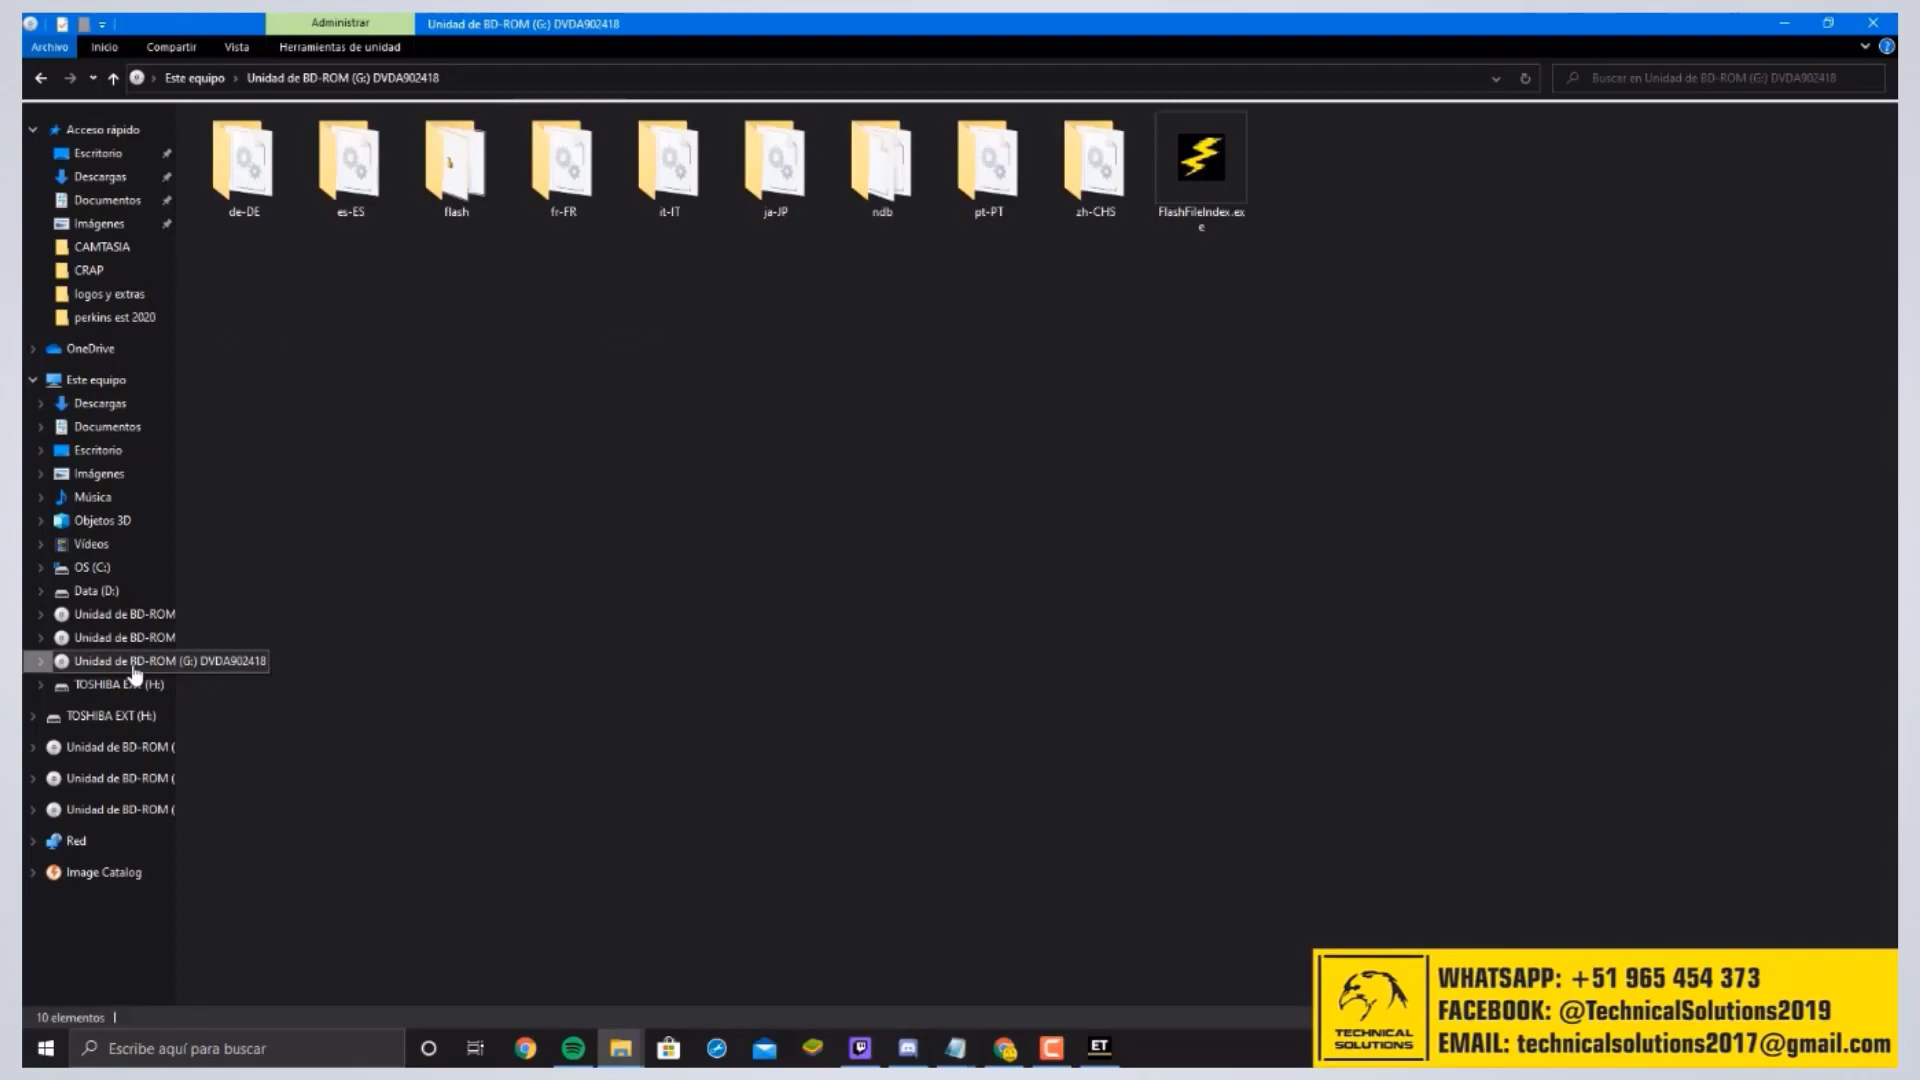 Administrar
Unidad de BD-ROM (G:) DVDA902418
Archivo
Inicio
Compartir
Vista
Herramientas de unidad
Este equipo
Unidad de BD-ROM (G:) DVDA902418
Buscar en Unidad de BD-ROM (G:) DVDA902418
Acceso rápido
Escritorio
Descargas
Documentos
Imágenes
CAMTASIA
CRAP
logos y extras
perkins est 2020
OneDrive
Este equipo
Descargas
Documentos
Escritorio
Imágenes
Música
Objetos 3D
Vídeos
OS (C:)
Data (D:)
Unidad de BD-ROM
Unidad de BD-ROM
Unidad de BD-ROM (G:) DVDA902418
TOSHIBA EXT (H:)
TOSHIBA EXT (H:)
Unidad de BD-ROM (
Unidad de BD-ROM (
Unidad de BD-ROM (
Red
Image Catalog
de-DE
es-ES
flash
fr-FR
it-IT
ja-JP
ndb
pt-PT
zh-CHS
FlashFileIndex.ex
e
10 elementos
Escribe aquí para buscar
ET
TECHNICAL
SOLUTIONS
WHATSAPP: +51 965 454 373
FACEBOOK: @TechnicalSolutions2019
EMAIL: technicalsolutions2017@gmail.com